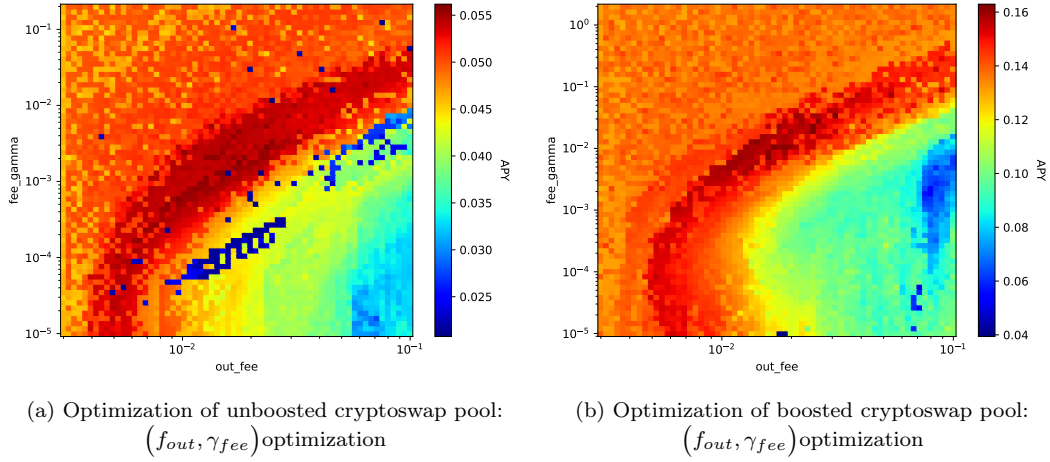 10⁻¹
10⁻²
10⁻³
10⁻⁴
10⁻⁵
fee_gamma
10⁻²
10⁻¹
out_fee
0.055
0.050
0.045
0.040
0.035
0.030
0.025
APY
10⁰
10⁻¹
10⁻²
10⁻³
10⁻⁴
10⁻⁵
fee_gamma
10⁻²
10⁻¹
out_fee
0.16
0.14
0.12
0.10
0.08
0.06
0.04
APY
(a) Optimization of unboosted cryptoswap pool:
(f_out, γ_fee) optimization
(b) Optimization of boosted cryptoswap pool:
(f_out, γ_fee) optimization